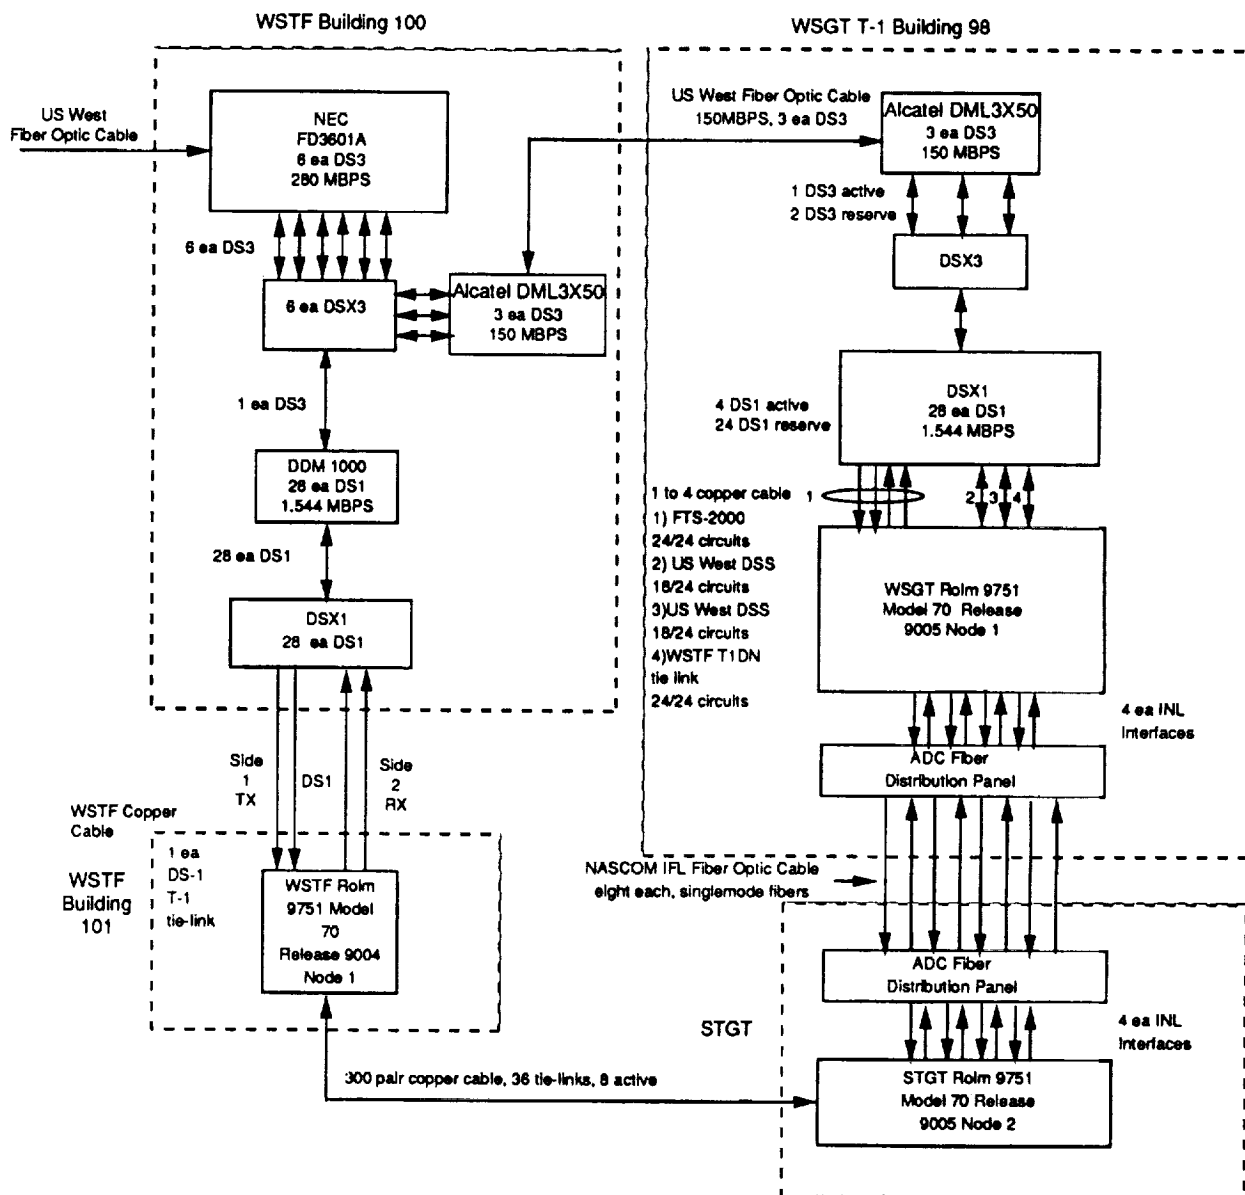 WSTF Building 100
US West
Fiber Optic Cable
NEC
FD3601A
6 ea DS3
280 MBPS
6 ea DS3
6 ea DSX3
Alcatel DML3X50
3 ea DS3
150 MBPS
1 ea DS3
DDM 1000
28 ea DS1
1.544 MBPS
28 ea DS1
DSX1
28 ea DS1
Side
1
TX
DS1
Side
2
RX
WSTF Copper
Cable
WSTF
Building
101
1 ea
DS-1
T-1
tie-link
WSTF Rolm
9751 Model
70
Release 9004
Node 1
300 pair copper cable, 36 tie-links, 8 active
WSGT T-1 Building 98
US West Fiber Optic Cable
150MBPS, 3 ea DS3
Alcatel DML3X50
3 ea DS3
150 MBPS
1 DS3 active
2 DS3 reserve
DSX3
4 DS1 active
24 DS1 reserve
DSX1
28 ea DS1
1.544 MBPS
1 to 4 copper cable
1
2
3
4
1) FTS-2000
24/24 circuits
2) US West DSS
18/24 circuits
3)US West DSS
18/24 circuits
4)WSTF T1DN
tie link
24/24 circuits
WSGT Rolm 9751
Model 70 Release
9005 Node 1
4 ea INL
Interfaces
ADC Fiber
Distribution Panel
NASCOM IFL Fiber Optic Cable
eight each, singlemode fibers
ADC Fiber
Distribution Panel
STGT
4 ea INL
Interfaces
STGT Rolm 9751
Model 70 Release
9005 Node 2